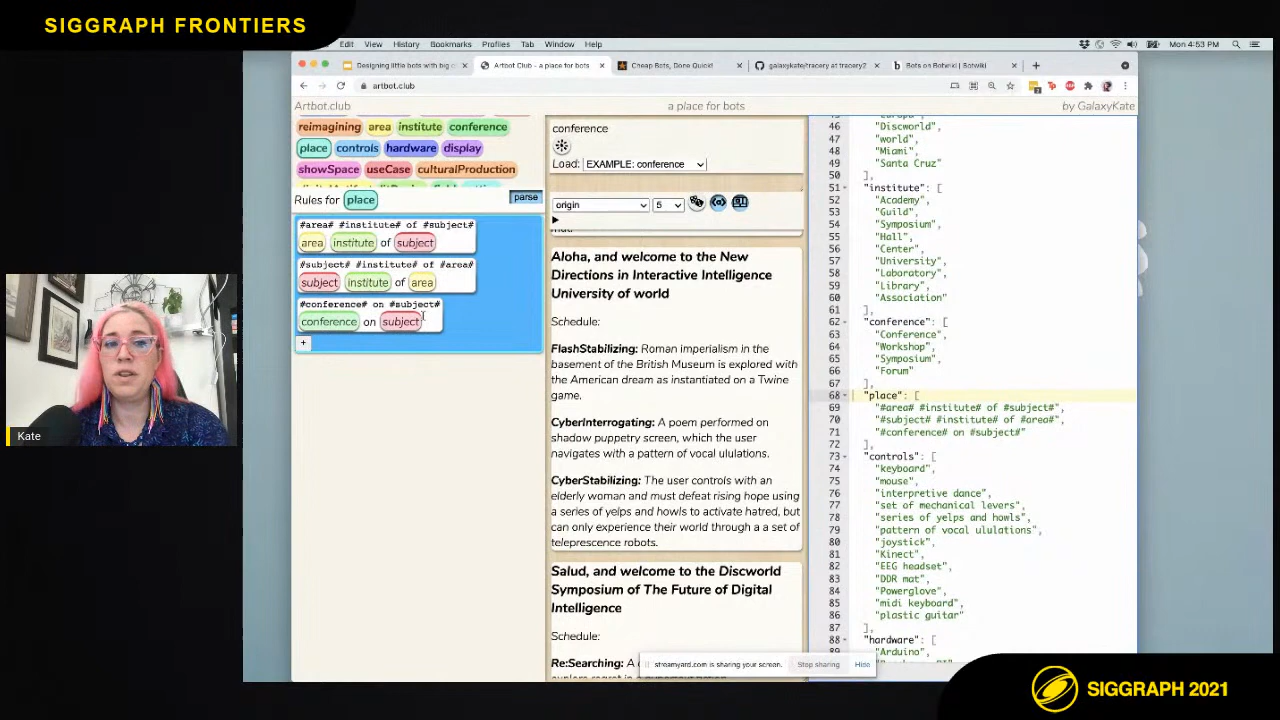 SIGGRAPH FRONTIERS
Edit View History Bookmarks Profiles Tab Window Help
Mon 4:53 PM
Designing little bots with big
Artbot Club - a place for bots
Cheap Bots, Done Quick!
galaxykate/tracery at tracery2
Bots on Botwiki | Botwiki
artbot.club
Artbot.club
a place for bots
by GalaxyKate
reimagining area institute conference
place controls hardware display
showSpace useCase culturalProduction
Rules for place
parse
#area# #institute# of #subject#
area institute of subject
#subject# #institute# of #area#
subject institute of area
#conference# on #subject#
conference on subject
+
conference
Load: EXAMPLE: conference
origin
5
Aloha, and welcome to the New
Directions in Interactive Intelligence
University of world
Schedule:
FlashStabilizing: Roman imperialism in the
basement of the British Museum is explored with
the American dream as instantiated on a Twine
game.
CyberInterrogating: A poem performed on
shadow puppetry screen, which the user
navigates with a pattern of vocal ululations.
CyberStabilizing: The user controls with an
elderly woman and must defeat rising hope using
a series of yelps and howls to activate hatred, but
can only experience their world through a a set of
teleprescence robots.
Salud, and welcome to the Discworld
Symposium of The Future of Digital
Intelligence
Schedule:
Re:Searching: A
46 "Discworld",
47 "world",
48 "Miami",
49 "Santa Cruz"
50 ],
51 "institute": [
52 "Academy",
53 "Guild",
54 "Symposium",
55 "Hall",
56 "Center",
57 "University",
58 "Laboratory",
59 "Library",
60 "Association"
61 ],
62 "conference": [
63 "Conference",
64 "Workshop",
65 "Symposium",
66 "Forum"
67 ],
68 "place": [
69 "#area# #institute# of #subject#",
70 "#subject# #institute# of #area#",
71 "#conference# on #subject#"
72 ],
73 "controls": [
74 "keyboard",
75 "mouse",
76 "interpretive dance",
77 "set of mechanical levers",
78 "series of yelps and howls",
79 "pattern of vocal ululations",
80 "joystick",
81 "Kinect",
82 "EEG headset",
83 "DDR mat",
84 "Powerglove",
85 "midi keyboard",
86 "plastic guitar"
87 ],
88 "hardware": [
89 "Arduino",
streamyard.com is sharing your screen.
Stop sharing
Hide
Kate
SIGGRAPH 2021